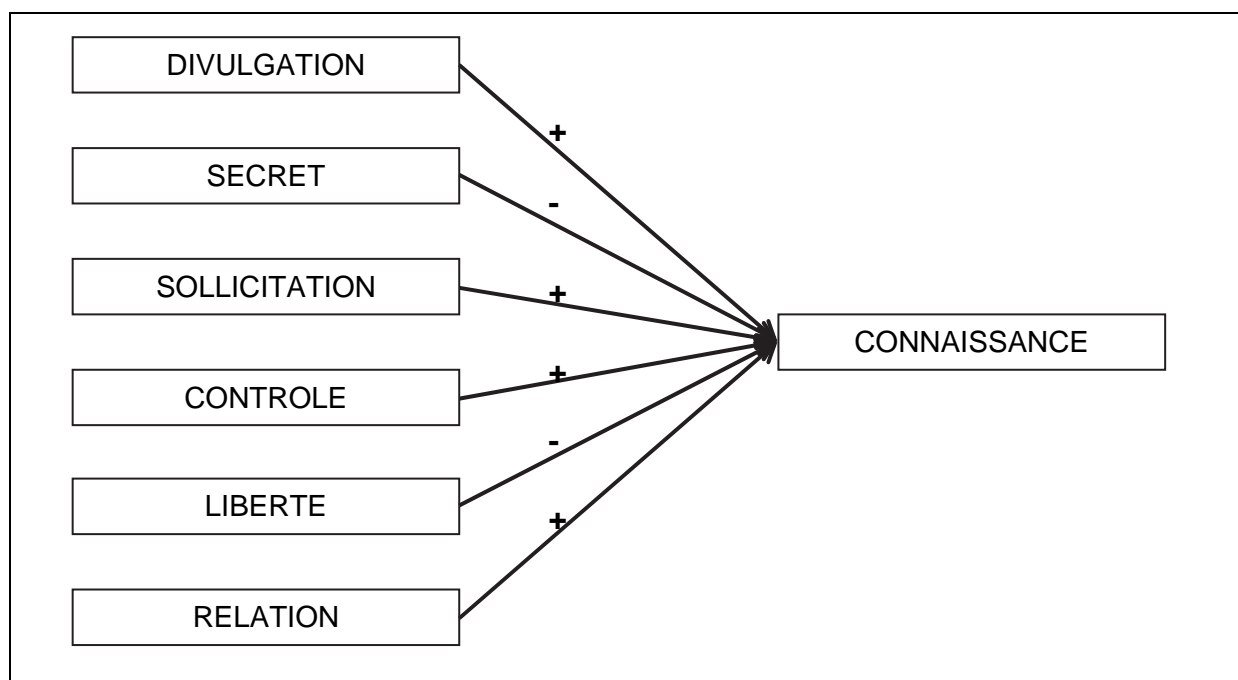 DIVULGATION
+
SECRET
-
SOLLICITATION
+
CONNAISSANCE
+
CONTROLE
-
LIBERTE
+
RELATION